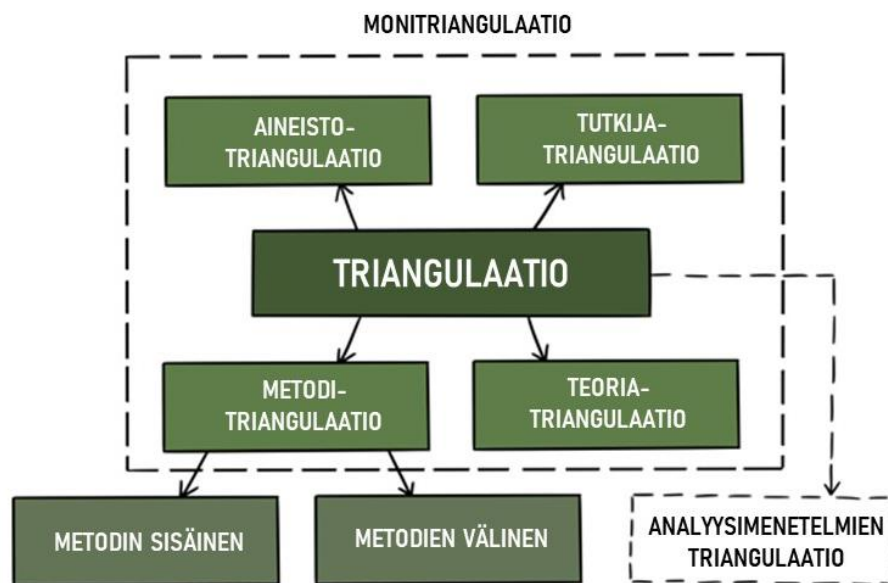 MONITRIANGULAATIO
AINEISTO-
TRIANGULAATIO
TUTKIJA-
TRIANGULAATIO
TRIANGULAATIO
METODI-
TRIANGULAATIO
TEORIA-
TRIANGULAATIO
METODIN SISÄINEN
METODIEN VÄLINEN
ANALYYSIMENETELMIEN
TRIANGULAATIO